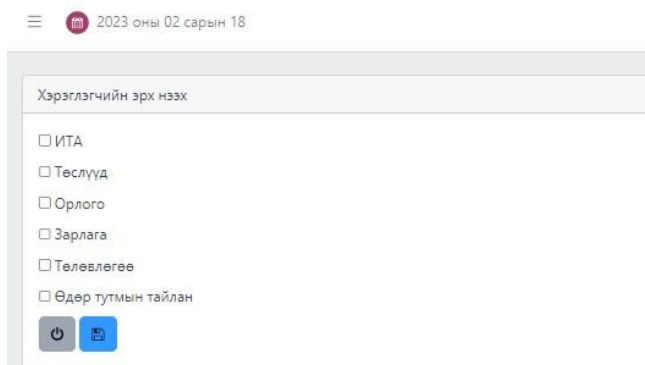 2023 оны 02 сарын 18
Хэрэглэгчийн эрх нээх
ИТА
Төслүүд
Орлого
Зарлага
Төлөвлөгөө
Өдөр тутмын тайлан